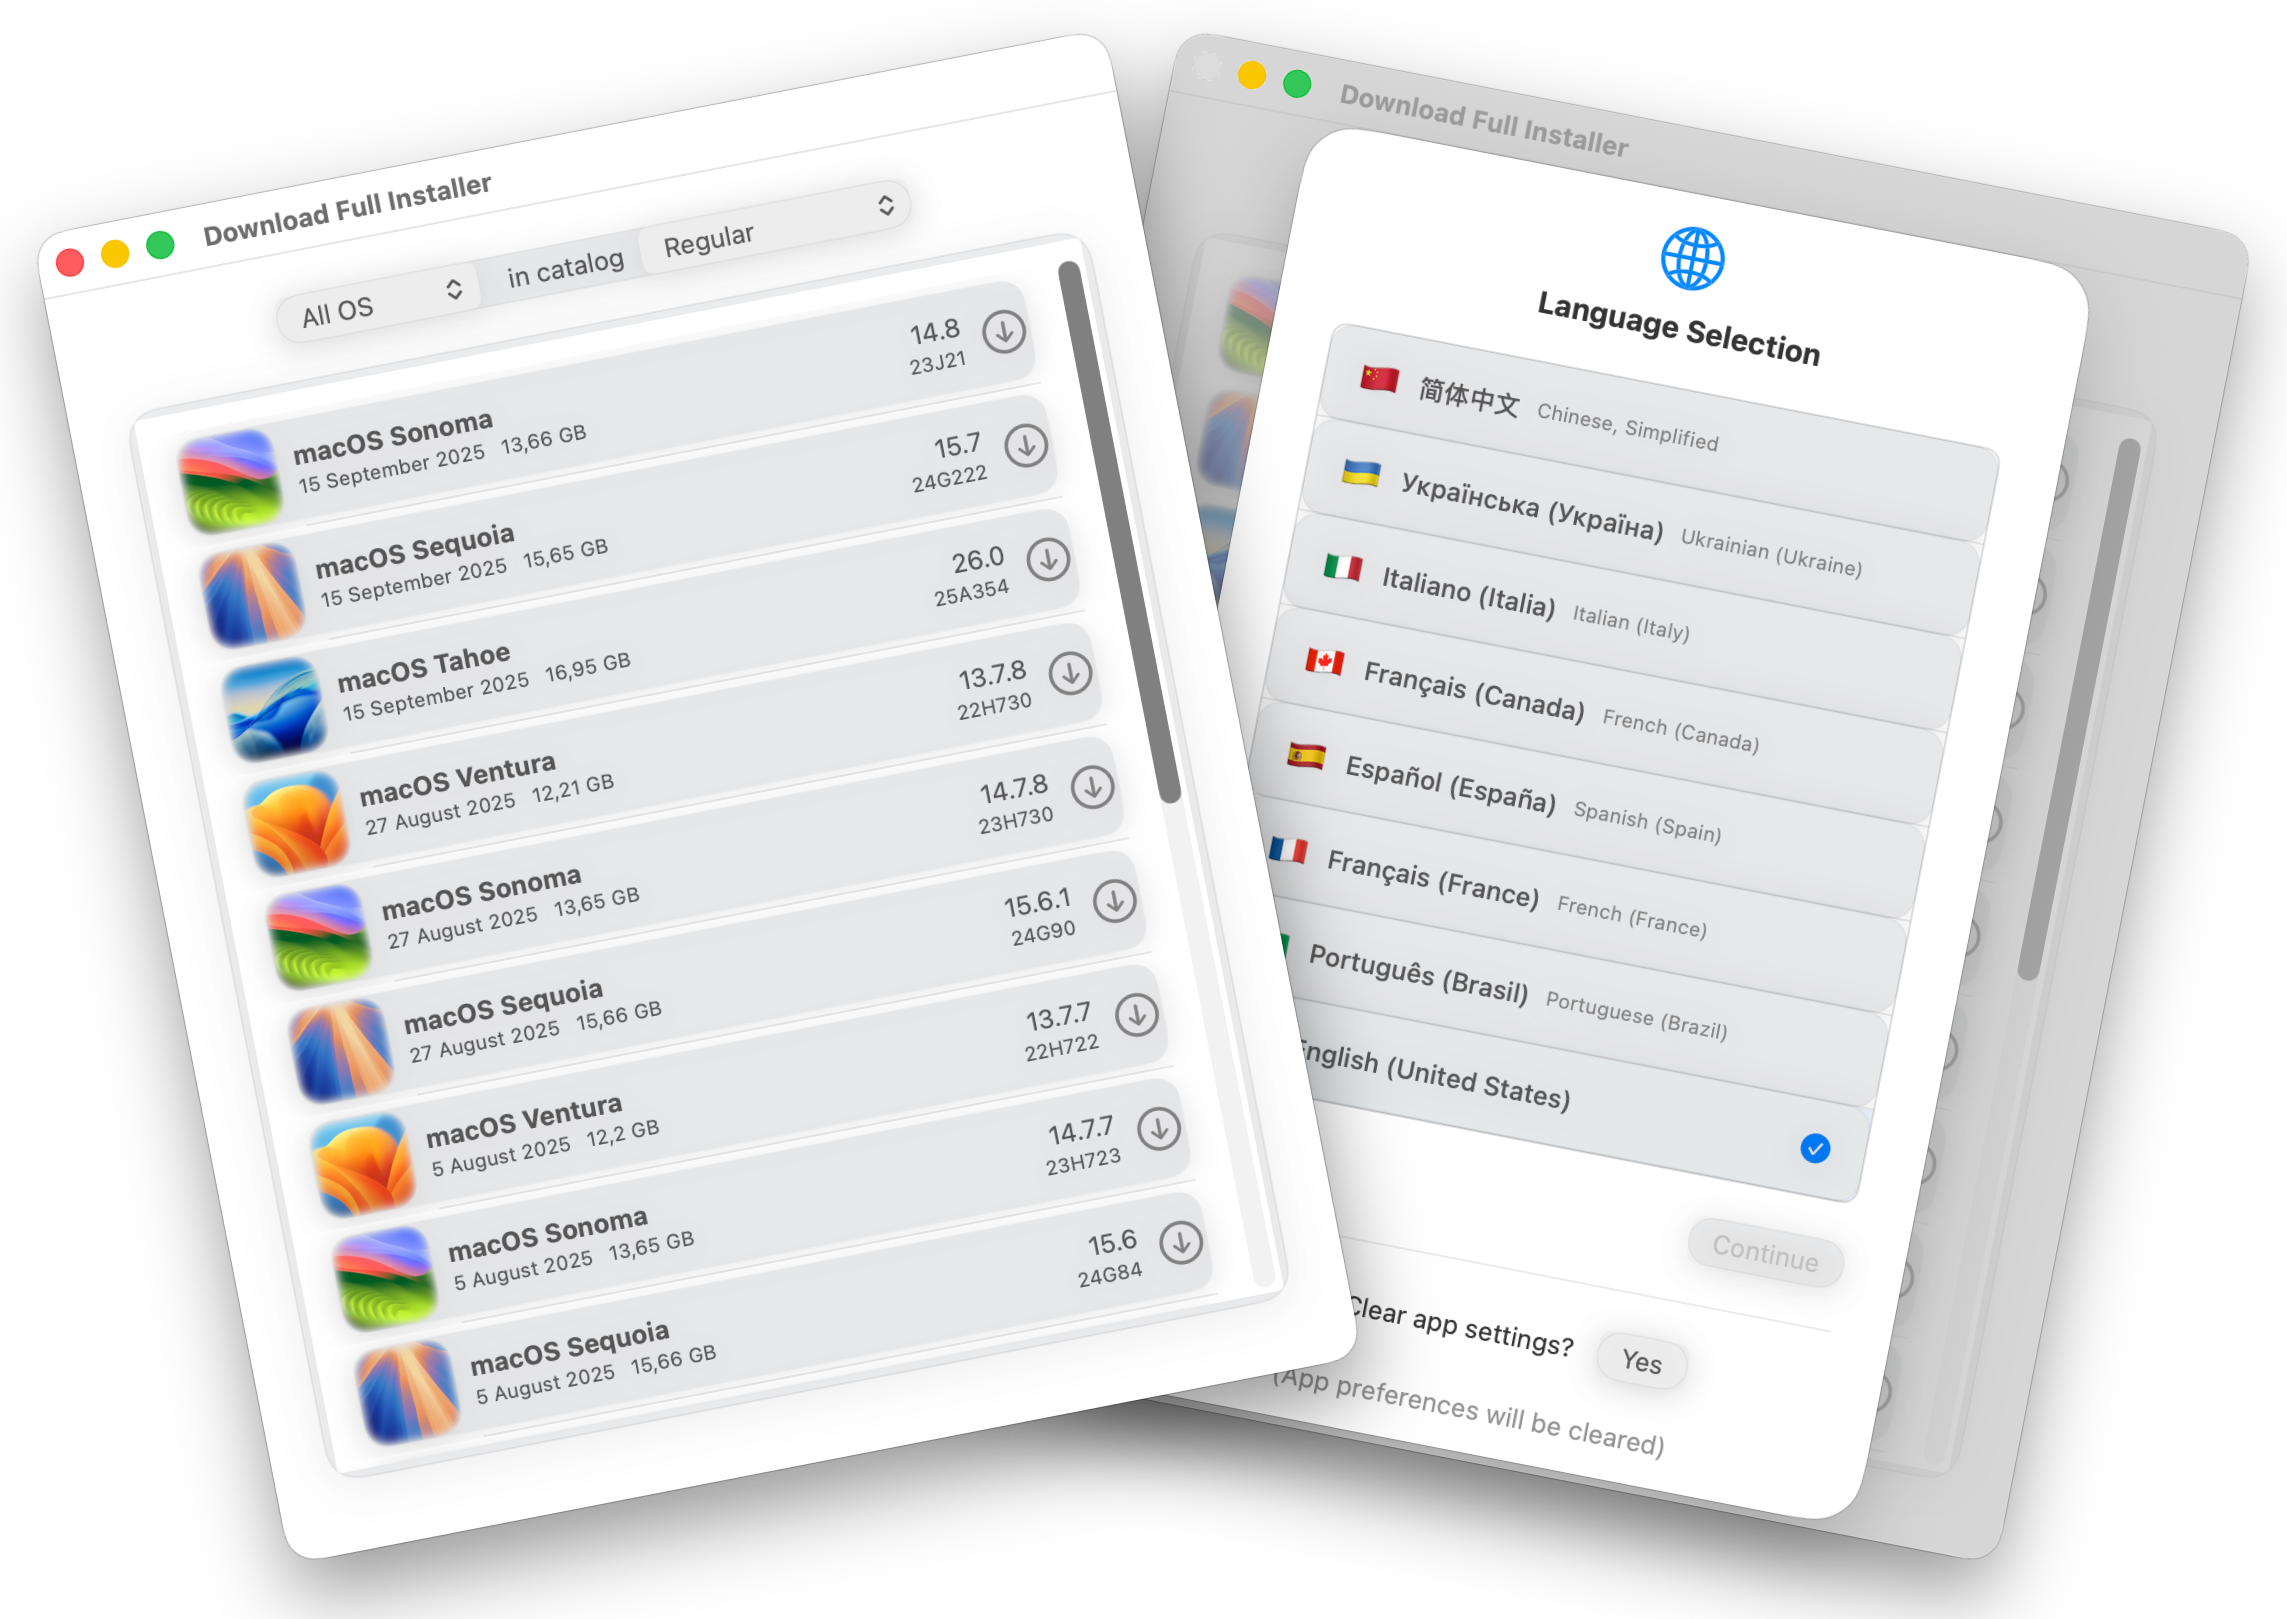 Download Full Installer
All OS in catalog Regular
macOS Sonoma 14.8
15 September 2025 13,66 GB 23J21
macOS Sequoia 15.7
15 September 2025 15,65 GB 24G222
macOS Tahoe 26.0
15 September 2025 16,95 GB 25A354
macOS Ventura 13.7.8
27 August 2025 12,21 GB 22H730
macOS Sonoma 14.7.8
27 August 2025 13,65 GB 23H730
macOS Sequoia 15.6.1
27 August 2025 15,66 GB 24G90
macOS Ventura 13.7.7
5 August 2025 12,2 GB 22H722
macOS Sonoma 14.7.7
5 August 2025 13,65 GB 23H723
macOS Sequoia 15.6
5 August 2025 15,66 GB 24G84
Download Full Installer
Language Selection
简体中文 Chinese, Simplified
Українська (Україна) Ukrainian (Ukraine)
Italiano (Italia) Italian (Italy)
Français (Canada) French (Canada)
Español (España) Spanish (Spain)
Français (France) French (France)
Português (Brasil) Portuguese (Brazil)
English (United States)
Continue
Clear app settings? Yes
(App preferences will be cleared)